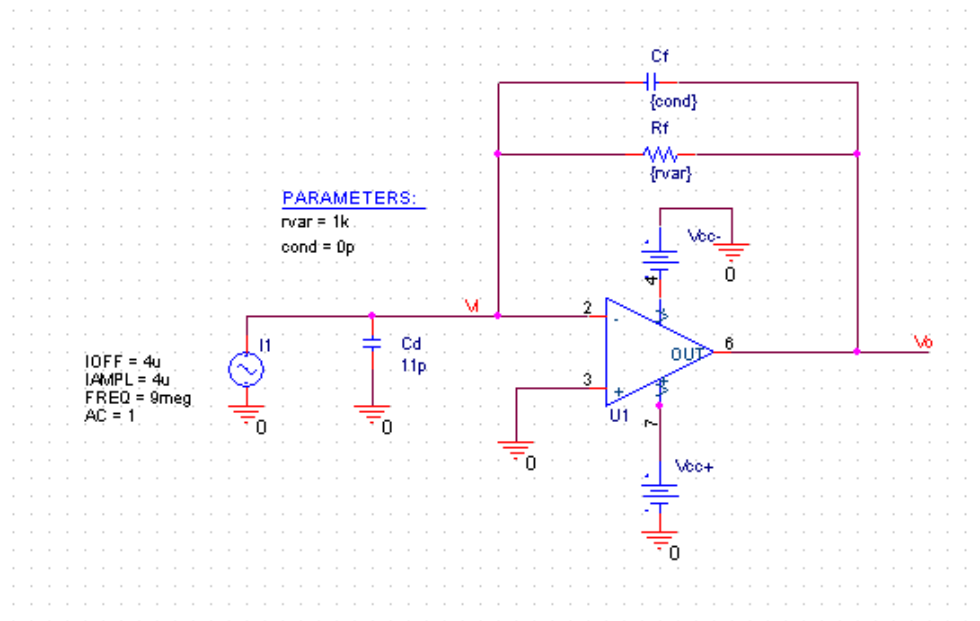 Cf
{cond}
Rf
{rvar}
PARAMETERS:
rvar = 1k
cond = 0p
Vcc-
0
4
Vi
2
-
I1
Cd
11p
OUT
6
Vo
IOFF = 4u
IAMPL = 4u
FREQ = 9meg
AC = 1
3
+
U1
0
0
0
7
Vcc+
0